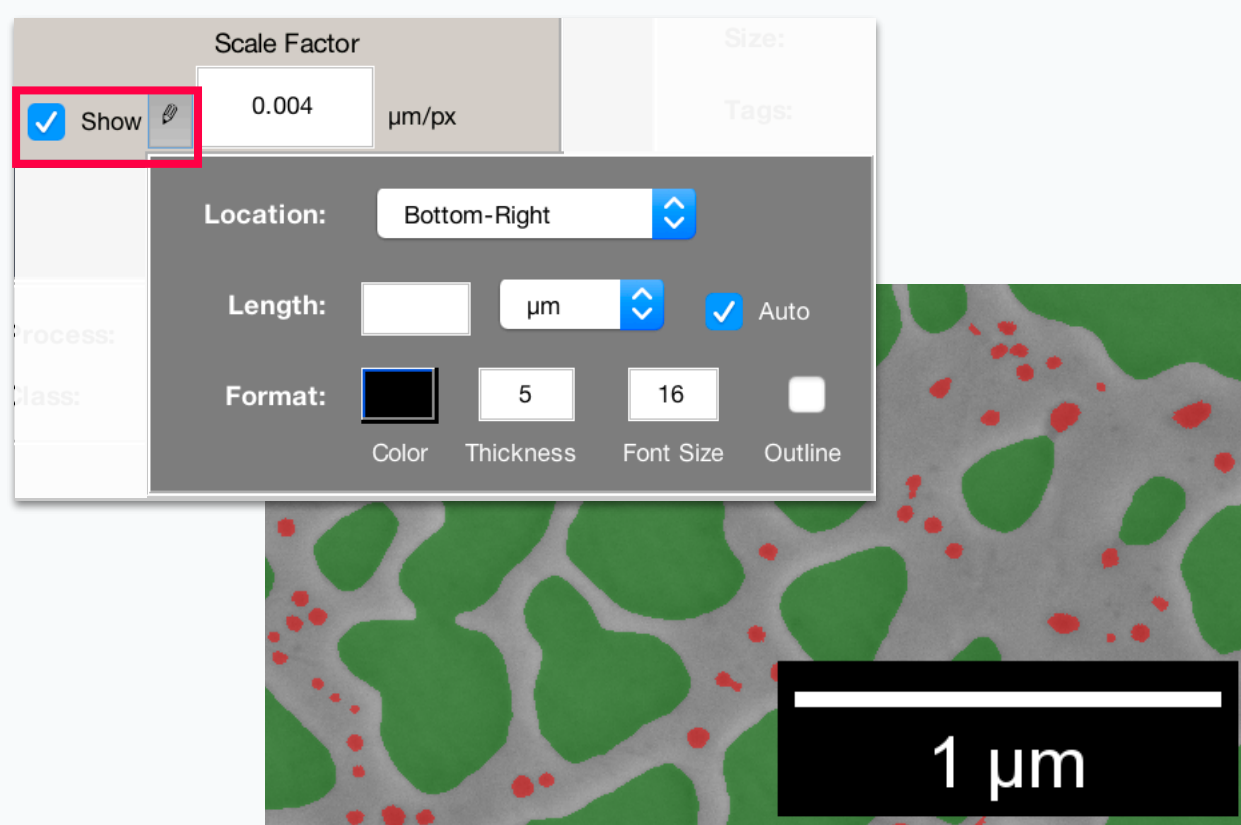 Scale Factor
Size:
Show
0.004
µm/px
Tags:
Location:
Bottom-Right
Length:
µm
Auto
Process:
Class:
Format:
5
16
Color
Thickness
Font Size
Outline
1 µm